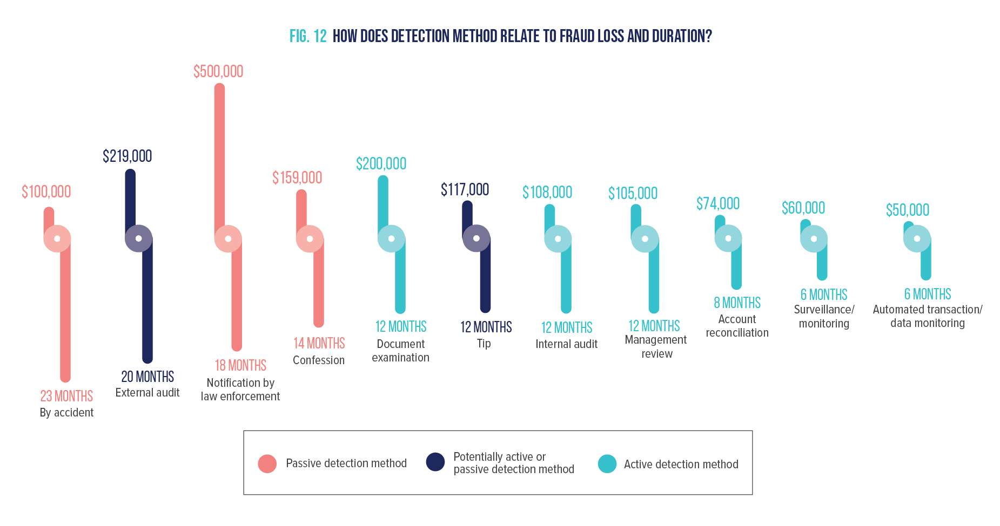 FIG. 12 HOW DOES DETECTION METHOD RELATE TO FRAUD LOSS AND DURATION?
$100,000
23 MONTHS
By accident
$219,000
20 MONTHS
External audit
$500,000
18 MONTHS
Notification by
law enforcement
$159,000
14 MONTHS
Confession
$200,000
12 MONTHS
Document
examination
$117,000
12 MONTHS
Tip
$108,000
12 MONTHS
Internal audit
$105,000
12 MONTHS
Management
review
$74,000
8 MONTHS
Account
reconciliation
$60,000
6 MONTHS
Surveillance/
monitoring
$50,000
6 MONTHS
Automated transaction/
data monitoring
Passive detection method
Potentially active or
passive detection method
Active detection method